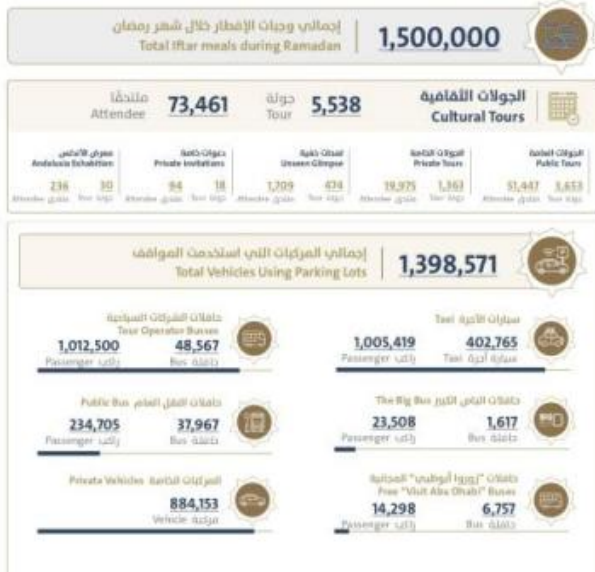 إجمالي وجبات الإفطار خلال شهر رمضان
Total Iftar meals during Ramadan
1,500,000
الجولات الثقافية
Cultural Tours
5,538
جولة
Tour
73,461
Attendee
الجولات العامة
Public Tours
51,447
الجولات الخاصة
Private Tours
1,363
19,975
Unseen Glimpse
474
1,709
دعوات خاصة
Private Invitations
18
94
معرض الأندلس
Andalusia Exhabition
30
236
إجمالي المركبات التي استخدمت المواقف
Total Vehicles Using Parking Lots
1,398,571
سيارات الأجرة Taxi
402,765
سيارة أجرة Taxi
1,005,419
راكب Passenger
حافلات الشركات السياحية
Tour Operator Busses
48,567
حافلة Bus
1,012,500
راكب Passenger
حافلات الباص الكبير The Big Bus
1,617
حافلة Bus
23,508
راكب Passenger
حافلات النقل العام Public Bus
37,967
حافلة Bus
234,705
راكب Passenger
حافلات "زوروا أبوظبي" المجانية
Free "Visit Abu Dhabi" Buses
6,757
حافلة Bus
14,298
راكب Passenger
المركبات الخاصة Private Vehicles
884,153
مركبة Vehicle